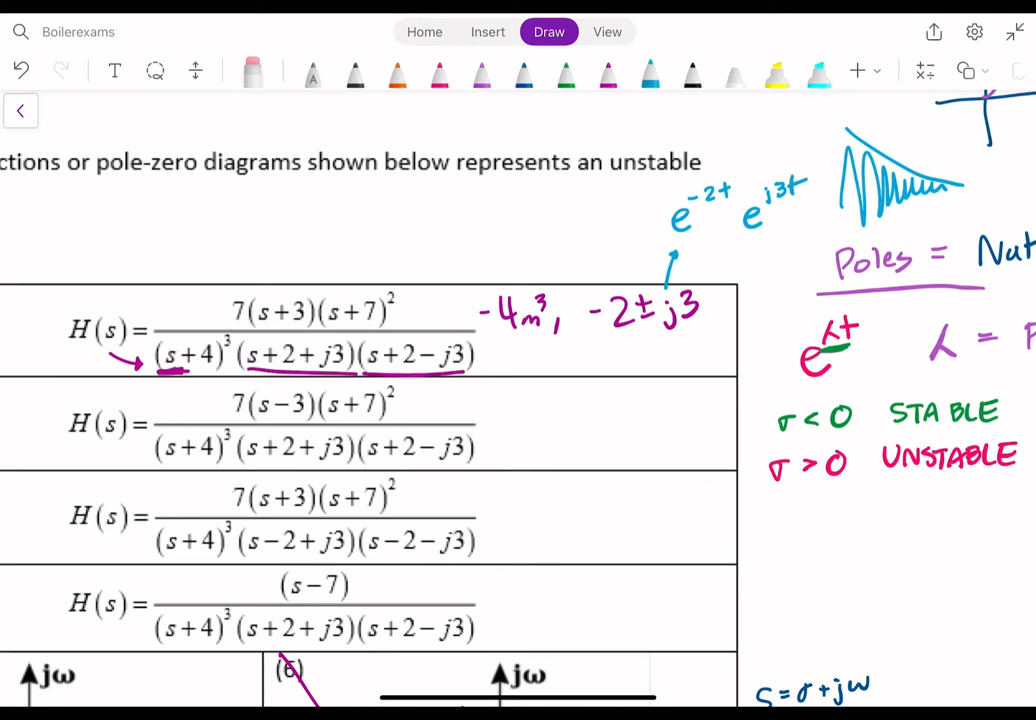 Boilerexams
Home Insert Draw View
ctions or pole-zero diagrams shown below represents an unstable
e^{-2t} e^{j3t}
Poles = Nat
H(s)= 7(s+3)(s+7)^2 / (s+4)^3(s+2+j3)(s+2−j3)
-4m^3, -2±j3
e^{λt} λ =
H(s)= 7(s−3)(s+7)^2 / (s+4)^3(s+2+j3)(s+2−j3)
σ < 0 STABLE
σ > 0 UNSTABLE
H(s)= 7(s+3)(s+7)^2 / (s+4)^3(s−2+j3)(s−2−j3)
H(s)= (s−7) / (s+4)^3(s+2+j3)(s+2−j3)
jω (6) jω
S=σ+jω